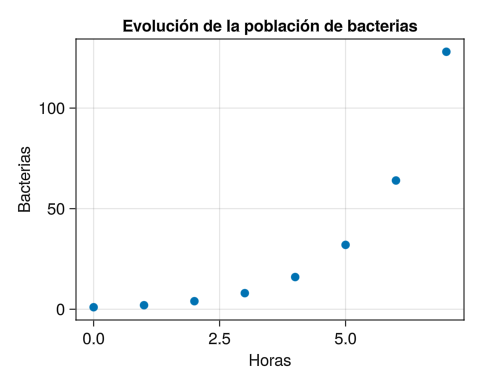 Evolución de la población de bacterias
Bacterias
100
50
0
0.0
2.5
5.0
Horas